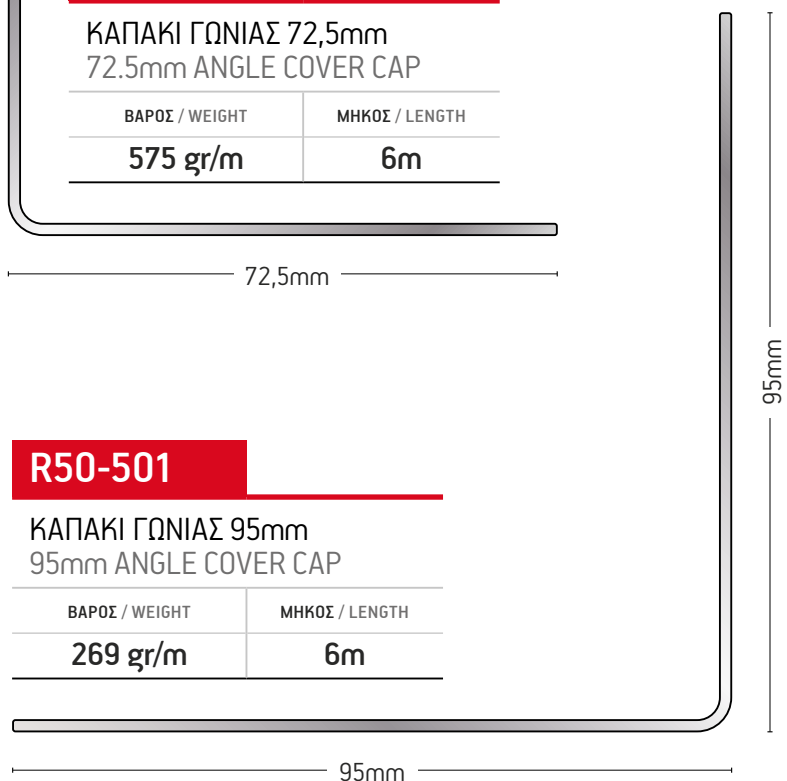 ΚΑΠΑΚΙ ΓΩΝΙΑΣ 72,5mm
72.5mm ANGLE COVER CAP
ΒΑΡΟΣ / WEIGHT ΜΗΚΟΣ / LENGTH
575 gr/m 6m
72,5mm
95mm
R50-501
ΚΑΠΑΚΙ ΓΩΝΙΑΣ 95mm
95mm ANGLE COVER CAP
ΒΑΡΟΣ / WEIGHT ΜΗΚΟΣ / LENGTH
269 gr/m 6m
95mm